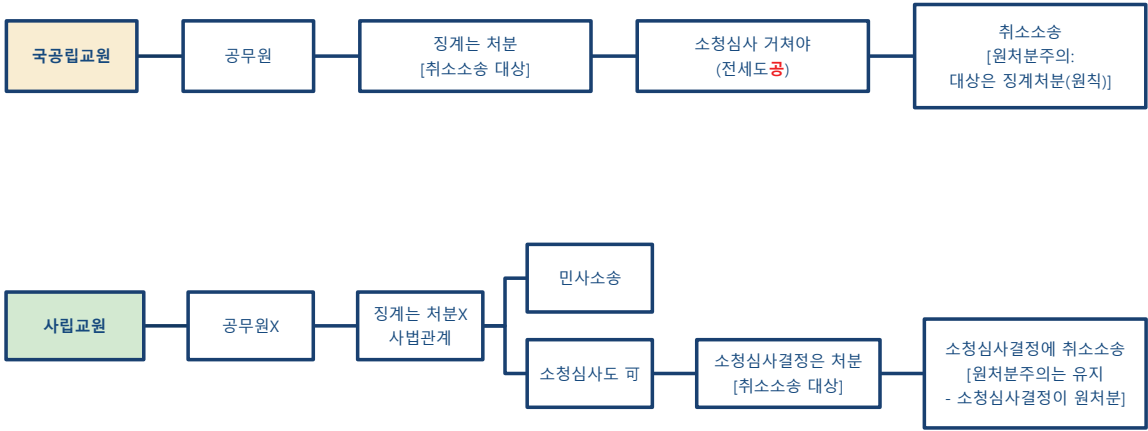 국공립교원
공무원
징계는 처분
[취소소송 대상]
소청심사 거쳐야
(전세도공)
취소소송
[원처분주의:
대상은 징계처분(원칙)]
사립교원
공무원X
징계는 처분X
사법관계
민사소송
소청심사도 可
소청심사결정은 처분
[취소소송 대상]
소청심사결정에 취소소송
[원처분주의는 유지
- 소청심사결정이 원처분]